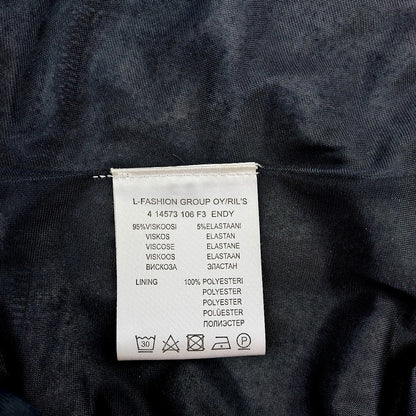 L-FASHION GROUP OY/RIL'S
4 14573 106 F3 ENDY
95%VISKOOSI 5%ELASTAANI
VISKOS ELASTAN
VISCOSE ELASTANE
VISKOOS ELASTAAN
ВИСКОЗА ЭЛАСТАН
LINING 100% POLYESTERI
POLYESTER
POLYESTER
POLÜESTER
ПОЛИЭСТЕР
30 P